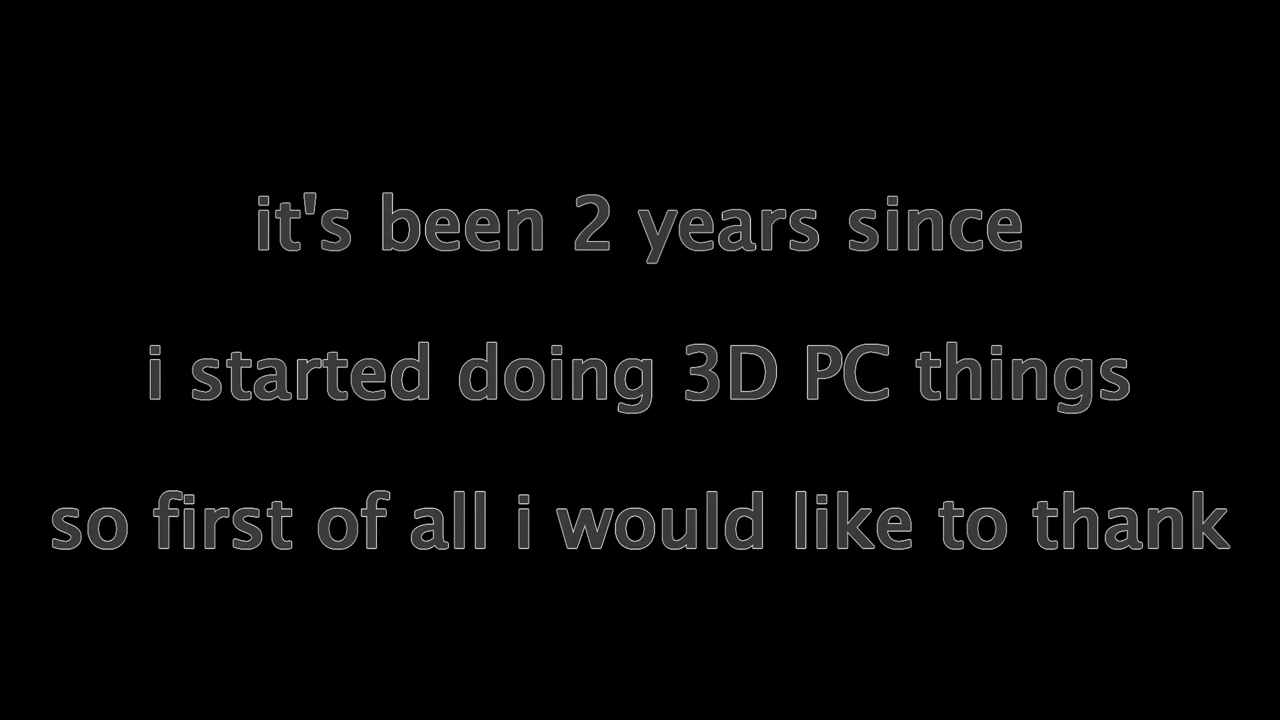 it's been 2 years since
i started doing 3D PC things
so first of all i would like to thank